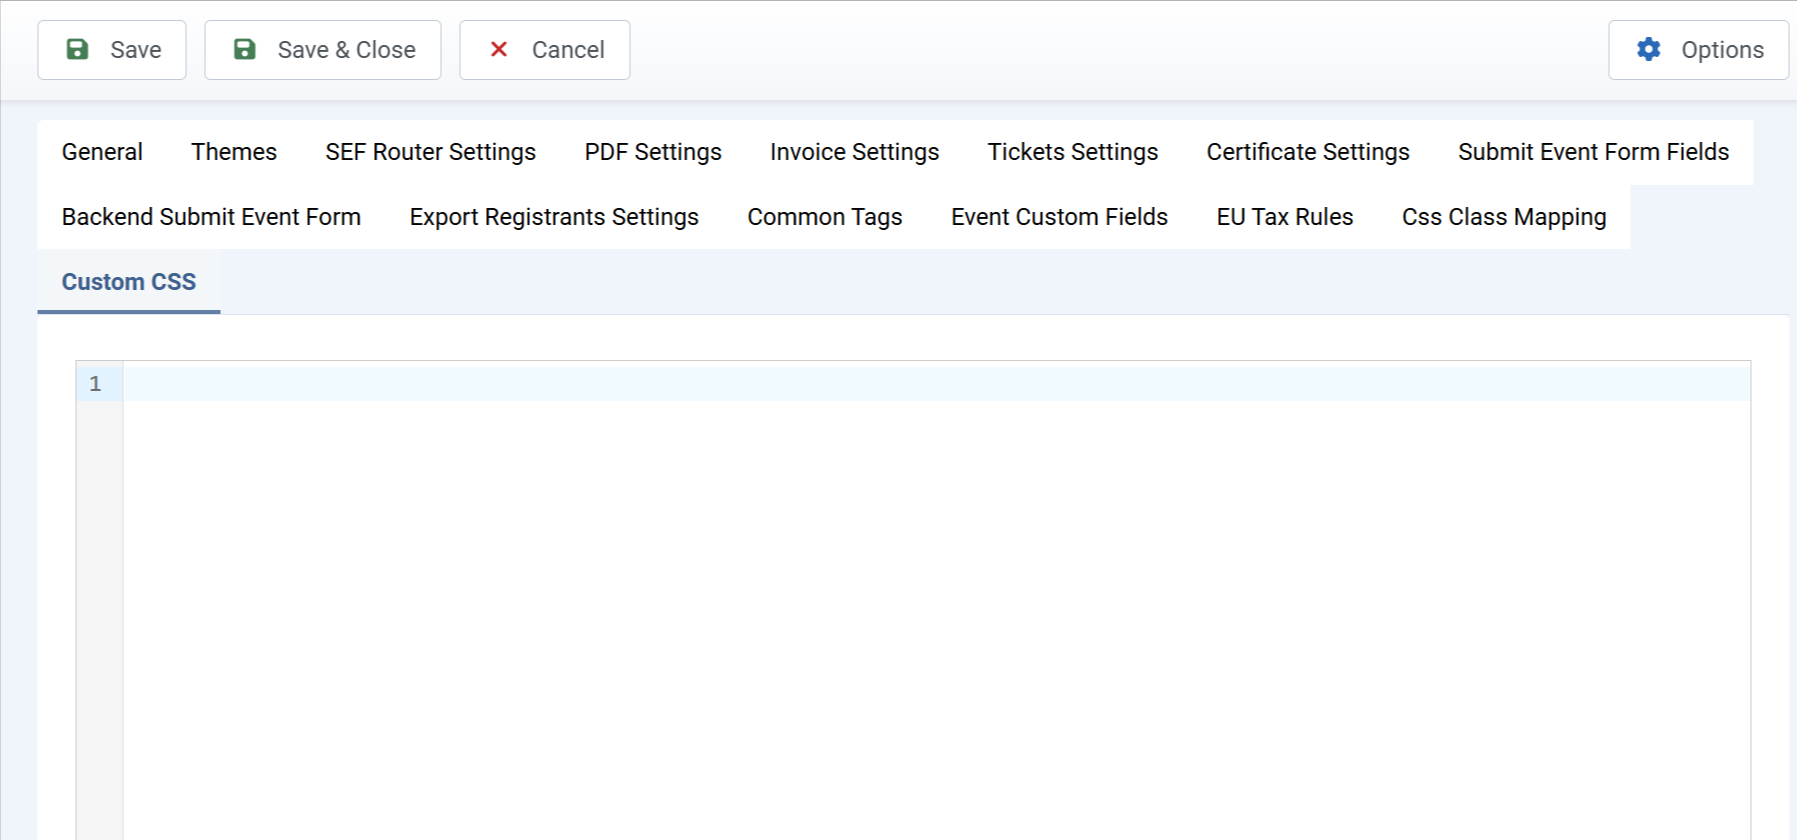 Save Save & Close Cancel Options
General Themes SEF Router Settings PDF Settings Invoice Settings Tickets Settings Certificate Settings Submit Event Form Fields
Backend Submit Event Form Export Registrants Settings Common Tags Event Custom Fields EU Tax Rules Css Class Mapping
Custom CSS
1